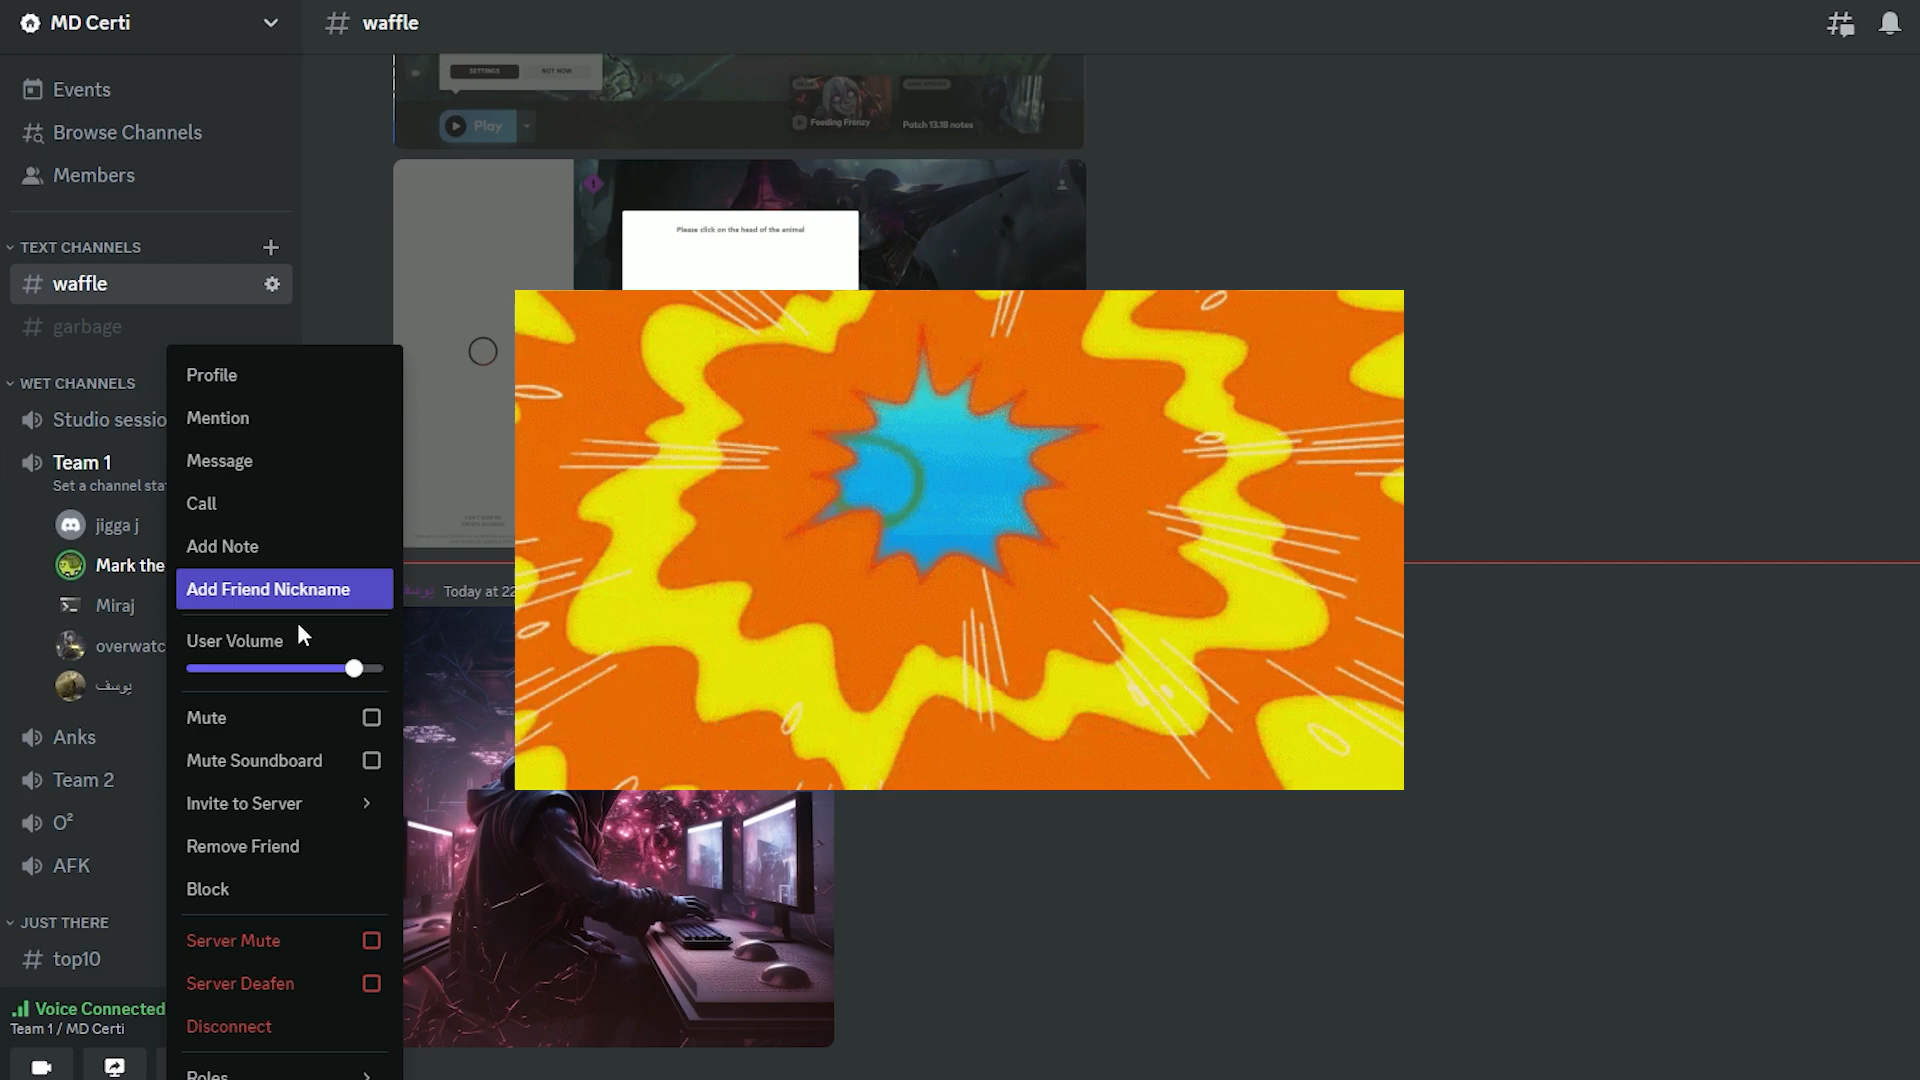 MD Certi
waffle
Events
Browse Channels
Members
TEXT CHANNELS
waffle
garbage
WET CHANNELS
Studio sessio
Team 1
Set a channel sta
jigga j
Mark the
Miraj
overwatc
يوسف
Anks
Team 2
O²
AFK
JUST THERE
top10
Voice Connected
Team 1 / MD Certi
Profile
Mention
Message
Call
Add Note
Add Friend Nickname
User Volume
Mute
Mute Soundboard
Invite to Server
Remove Friend
Block
Server Mute
Server Deafen
Disconnect
Roles
SETTINGS
NOT NOW
Play
Feeding Frenzy
Patch 13.19 notes
Please click on the head of the animal
Today at 22